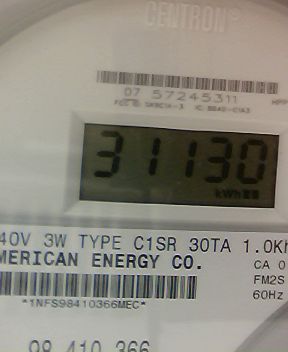 CENTRON®
07 57245311
31130
kWh
40V 3W TYPE C1SR 30TA 1.0Kh
MERICAN ENERGY CO.
CA 0
FM2S
60Hz
*1NFS98410366MEC*
98 410 366